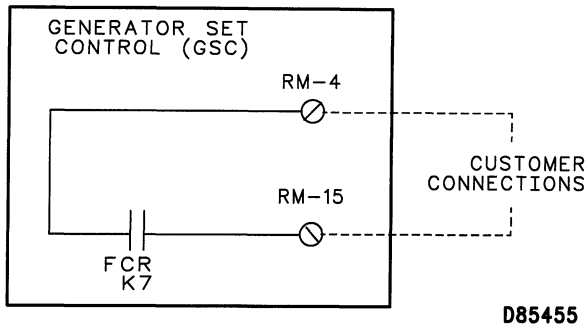 GENERATOR SET
CONTROL (GSC)
RM-4
CUSTOMER
CONNECTIONS
RM-15
FCR
K7
D85455